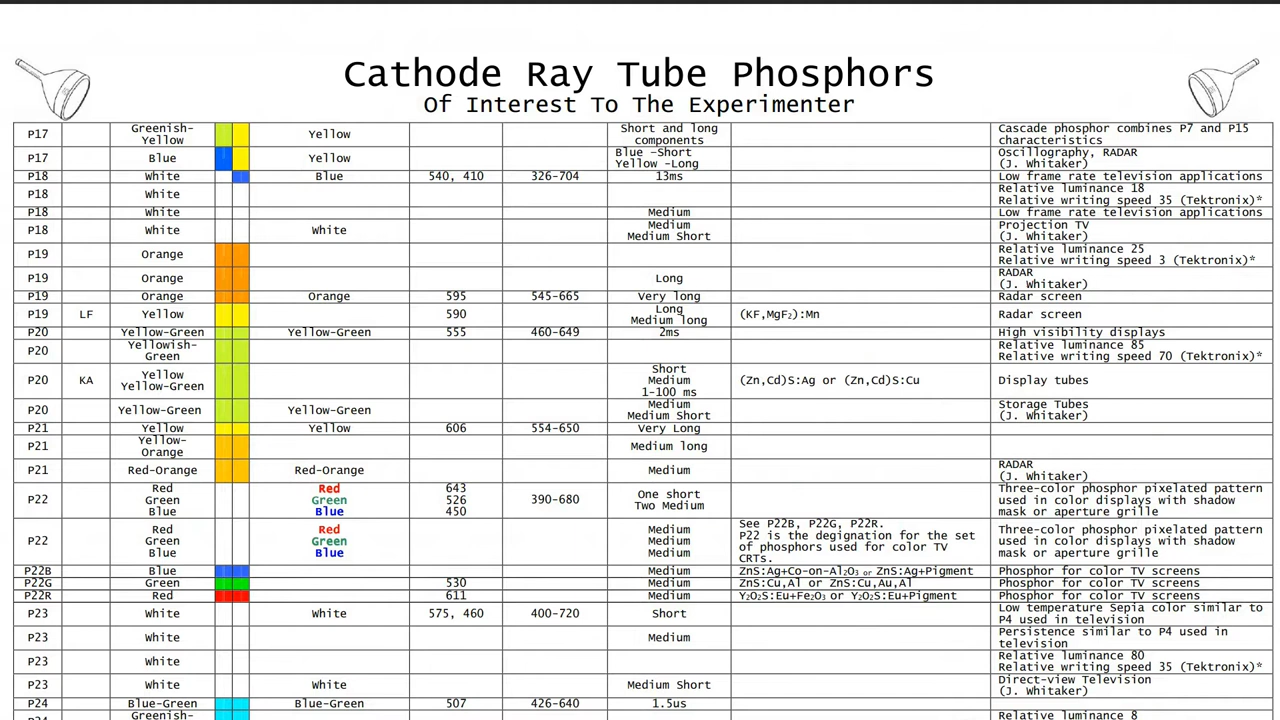 Cathode Ray Tube Phosphors
Of Interest To The Experimenter
P17 Greenish-Yellow Yellow Short and long components Cascade phosphor combines P7 and P15 characteristics
P17 Blue Yellow Blue -Short Yellow -Long Oscillography, RADAR (J. Whitaker)
P18 White Blue 540, 410 326-704 13ms Low frame rate television applications
P18 White Relative luminance 18 Relative writing speed 35 (Tektronix)*
P18 White Medium Low frame rate television applications
P18 White White Medium Medium Short Projection TV (J. Whitaker)
P19 Orange Relative luminance 25 Relative writing speed 3 (Tektronix)*
P19 Orange Long RADAR (J. Whitaker)
P19 Orange Orange 595 545-665 Very long Radar screen
P19 LF Yellow 590 Long Medium long (KF,MgF₂):Mn Radar screen
P20 Yellow-Green Yellow-Green 555 460-649 2ms High visibility displays
P20 Yellowish-Green Relative luminance 85 Relative writing speed 70 (Tektronix)*
P20 KA Yellow Yellow-Green Short Medium 1-100 ms (Zn,Cd)S:Ag or (Zn,Cd)S:Cu Display tubes
P20 Yellow-Green Yellow-Green Medium Medium Short Storage Tubes (J. Whitaker)
P21 Yellow Yellow 606 554-650 Very Long
P21 Yellow-Orange Medium long
P21 Red-Orange Red-Orange Medium RADAR (J. Whitaker)
P22 Red Green Blue Red Green Blue 643 526 450 390-680 One short Two Medium Three-color phosphor pixelated pattern used in color displays with shadow mask or aperture grille
P22 Red Green Blue Red Green Blue Medium Medium Medium See P22B, P22G, P22R. P22 is the degignation for the set of phosphors used for color TV CRTs. Three-color phosphor pixelated pattern used in color displays with shadow mask or aperture grille
P22B Blue Medium ZnS:Ag+Co-on-Al₂O₃ or ZnS:Ag+Pigment Phosphor for color TV screens
P22G Green 530 Medium ZnS:Cu,Al or ZnS:Cu,Au,Al Phosphor for color TV screens
P22R Red 611 Medium Y₂O₂S:Eu+Fe₂O₃ or Y₂O₂S:Eu+Pigment Phosphor for color TV screens
P23 White White 575, 460 400-720 Short Low temperature Sepia color similar to P4 used in television
P23 White Medium Persistence similar to P4 used in television
P23 White Relative luminance 80 Relative writing speed 35 (Tektronix)*
P23 White White Medium Short Direct-view Television (J. Whitaker)
P24 Blue-Green Blue-Green 507 426-640 1.5us
P24 Greenish- Relative luminance 8